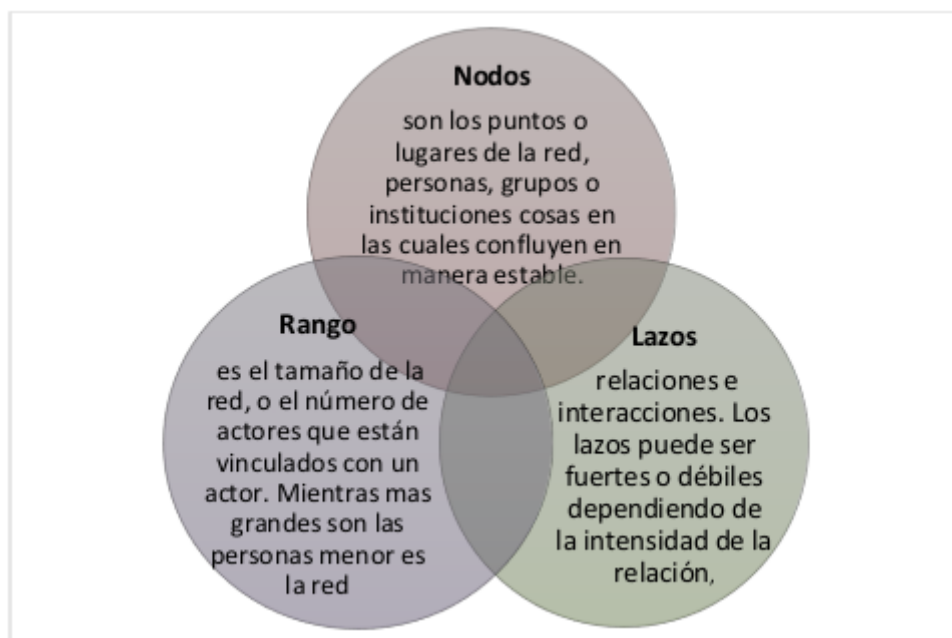 Nodos
son los puntos o
lugares de la red,
personas, grupos o
instituciones cosas en
las cuales confluyen en
manera estable.
Rango
es el tamaño de la
red, o el número de
actores que están
vinculados con un
actor. Mientras mas
grandes son las
personas menor es
la red
Lazos
relaciones e
interacciones. Los
lazos puede ser
fuertes o débiles
dependiendo de
la intensidad de la
relación,